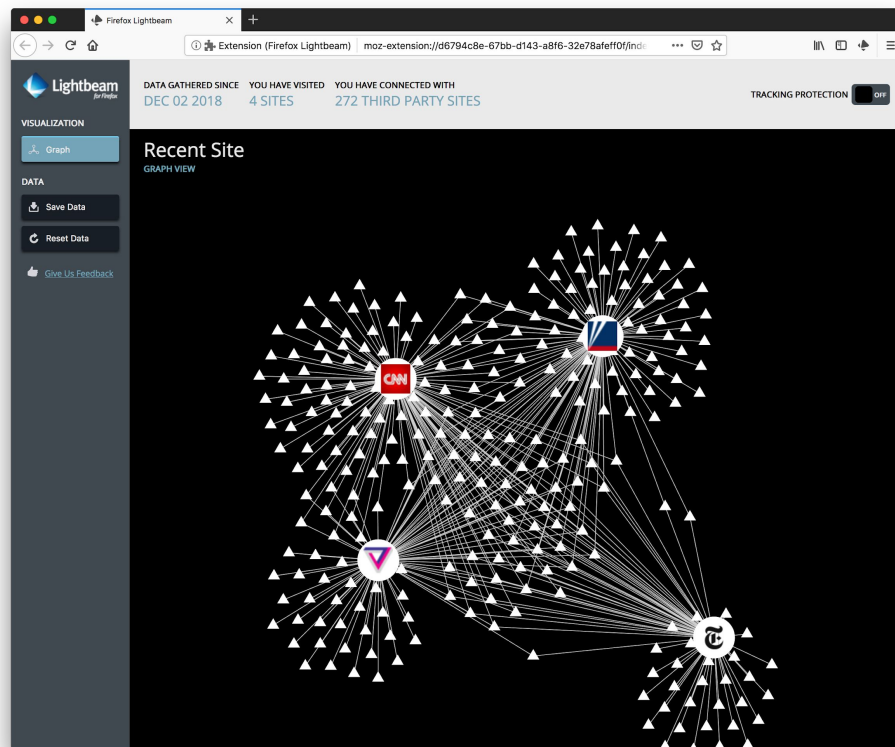 Firefox Lightbeam
Extension (Firefox Lightbeam) moz-extension://d6794c8e-67bb-d143-a8f6-32e78afeff0f/inde
Lightbeam
for Firefox
DATA GATHERED SINCE YOU HAVE VISITED YOU HAVE CONNECTED WITH
DEC 02 2018 4 SITES 272 THIRD PARTY SITES
TRACKING PROTECTION OFF
VISUALIZATION
Graph
DATA
Save Data
Reset Data
Give Us Feedback
Recent Site
GRAPH VIEW
CNN
T